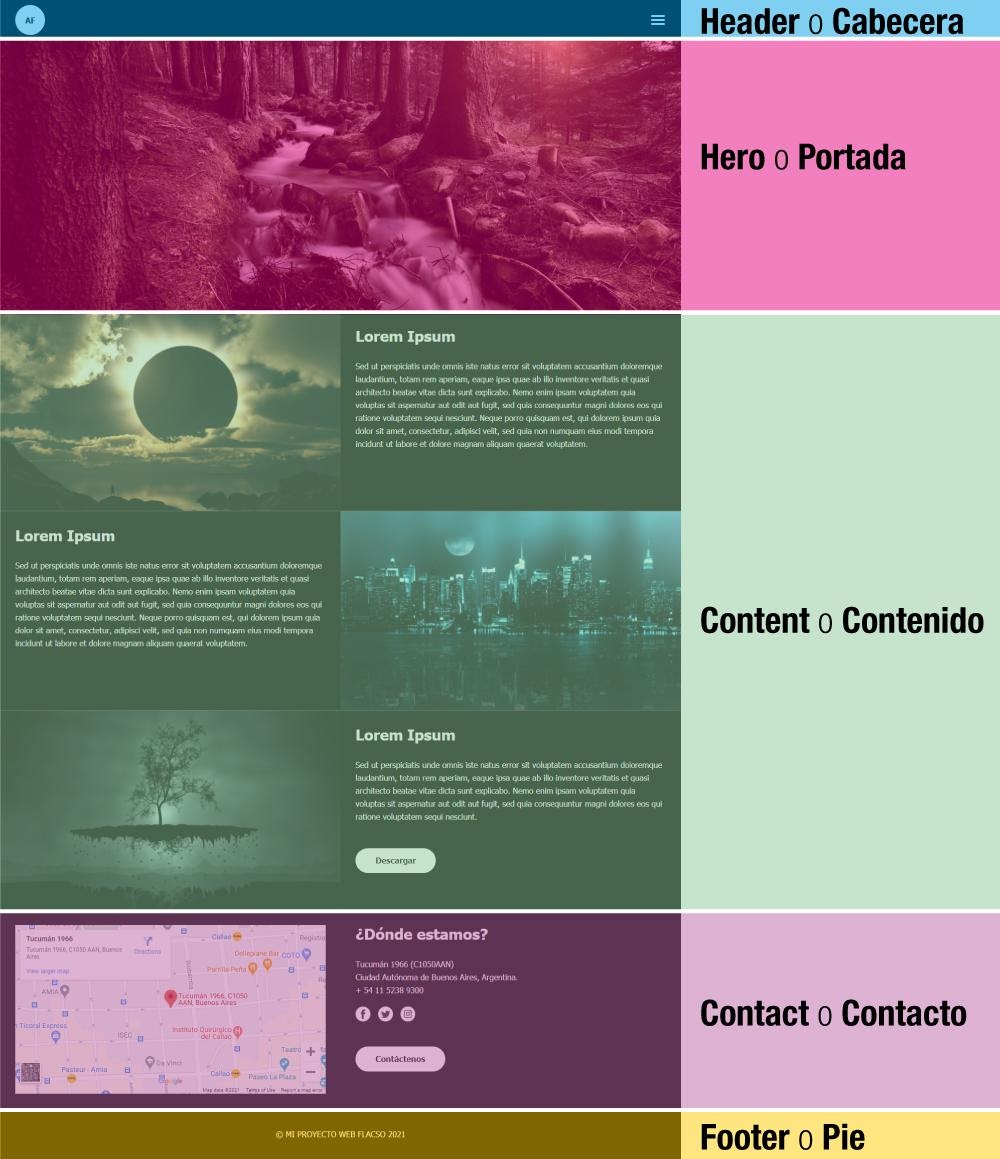 AF
Header o Cabecera
Hero o Portada
Lorem Ipsum
Sed ut perspiciatis unde omnis iste natus error sit voluptatem accusantium doloremque
laudantium, totam rem aperiam, eaque ipsa quae ab illo inventore veritatis et quasi
architecto beatae vitae dicta sunt explicabo. Nemo enim ipsam voluptatem quia
voluptas sit aspernatur aut odit aut fugit, sed quia consequuntur magni dolores eos qui
ratione voluptatem sequi nesciunt. Neque porro quisquam est, qui dolorem ipsum quia
dolor sit amet, consectetur, adipisci velit, sed quia non numquam eius modi tempora
incidunt ut labore et dolore magnam aliquam quaerat voluptatem.
Lorem Ipsum
Sed ut perspiciatis unde omnis iste natus error sit voluptatem accusantium doloremque
laudantium, totam rem aperiam, eaque ipsa quae ab illo inventore veritatis et quasi
architecto beatae vitae dicta sunt explicabo. Nemo enim ipsam voluptatem quia
voluptas sit aspernatur aut odit aut fugit, sed quia consequuntur magni dolores eos qui
ratione voluptatem sequi nesciunt. Neque porro quisquam est, qui dolorem ipsum quia
dolor sit amet, consectetur, adipisci velit, sed quia non numquam eius modi tempora
incidunt ut labore et dolore magnam aliquam quaerat voluptatem.
Content o Contenido
Lorem Ipsum
Sed ut perspiciatis unde omnis iste natus error sit voluptatem accusantium doloremque
laudantium, totam rem aperiam, eaque ipsa quae ab illo inventore veritatis et quasi
architecto beatae vitae dicta sunt explicabo. Nemo enim ipsam voluptatem quia
voluptas sit aspernatur aut odit aut fugit, sed quia consequuntur magni dolores eos qui
ratione voluptatem sequi nesciunt.
Descargar
Tucumán 1966
Tucumán 1966, C1050 AAN, Buenos
Aires
Directions
View larger map
Callao
Registro
Dellepiane Bar
COTO
Parrilla Peña
AMIA
Tucumán 1966, C1050
AAN, Buenos Aires
Ticoral Express
ISEC
Instituto Quirúrgico
del Callao
Da Vinci
Teatro
Pasteur - Amia
Google
Callao
Paseo La Plaza
Map data ©2021
Terms of Use
Report a map error
¿Dónde estamos?
Tucumán 1966 (C1050AAN)
Ciudad Autónoma de Buenos Aires, Argentina.
+ 54 11 5238 9300
Contáctenos
Contact o Contacto
© MI PROYECTO WEB FLACSO 2021
Footer o Pie